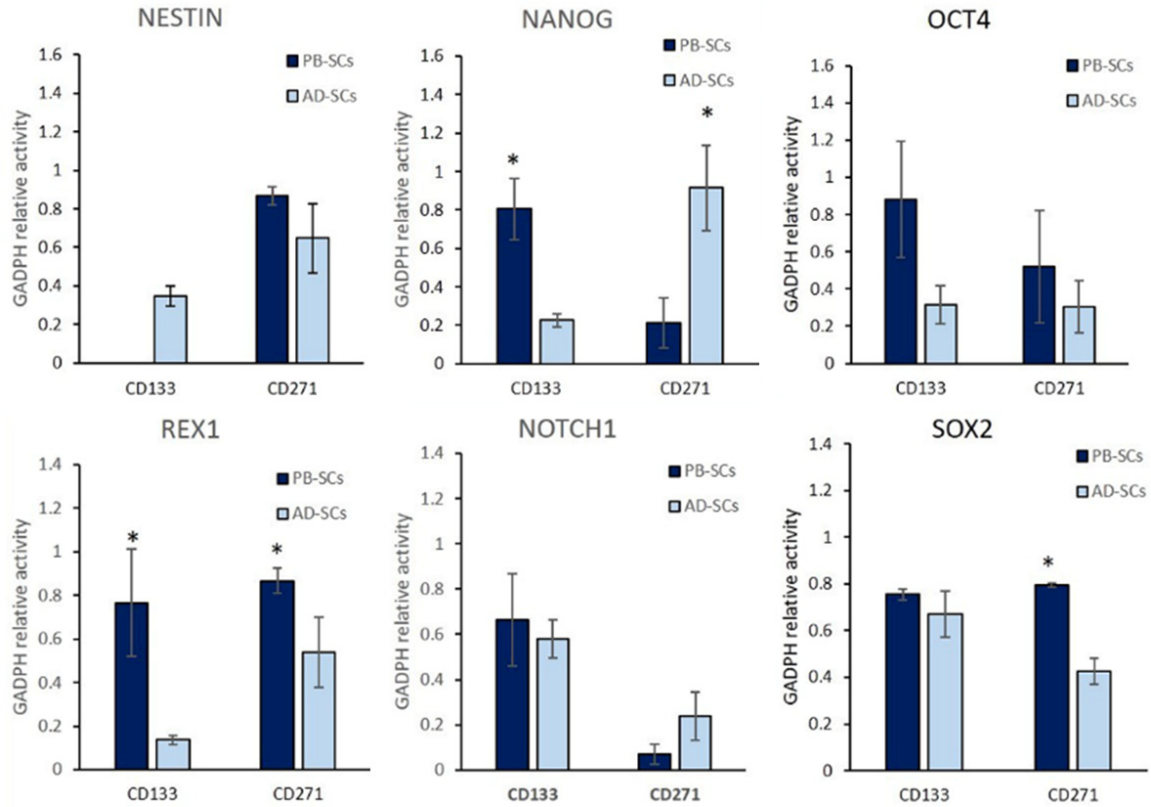 NESTIN
GADPH relative activity
1.6
1.4
1.2
1
0.8
0.6
0.4
0.2
0
PB-SCs
AD-SCs
CD133 CD271
NANOG
GADPH relative activity
1.6
1.4
1.2
1
0.8
0.6
0.4
0.2
0
PB-SCs
AD-SCs
*
*
CD133 CD271
OCT4
GADPH relative activity
1.6
1.4
1.2
1
0.8
0.6
0.4
0.2
0
PB-SCs
AD-SCs
CD133 CD271
REX1
GADPH relative activity
1.4
1.2
1
0.8
0.6
0.4
0.2
0
PB-SCs
AD-SCs
*
*
CD133 CD271
NOTCH1
GADPH relative activity
1.4
1.2
1
0.8
0.6
0.4
0.2
0
PB-SCs
AD-SCs
CD133 CD271
SOX2
GADPH relative activity
1.4
1.2
1
0.8
0.6
0.4
0.2
0
PB-SCs
AD-SCs
*
CD133 CD271